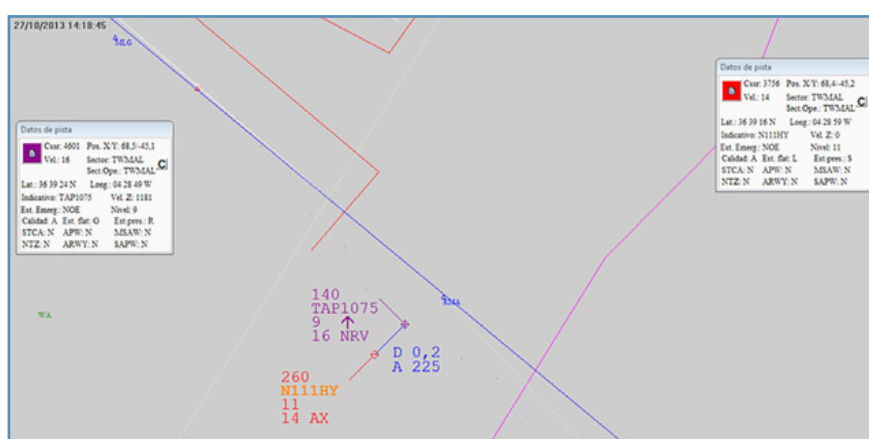 27/10/2013 14:18:45
4 MLG
Datos de pista
Cssr: 4601 Pos. X/Y: 68,5/-45,1
Vel.: 16 Sector: TWMAL
Sect.Ope.: TWMAL C
Lat.: 36 39 24 N Long.: 04 28 49 W
Indicativo: TAP1075 Vel. Z: 1181
Est. Emerg.: NOE Nivel: 9
Calidad: A Est. flat: G Est.pres.: R
STCA: N APW: N MSAW: N
NTZ: N ARWY: N SAPW: N
Datos de pista
Cssr: 3756 Pos. X/Y: 68,4/-45,2
Vel.: 14 Sector: TWMAL
Sect.Ope.: TWMAL C
Lat.: 36 39 16 N Long.: 04 28 59 W
Indicativo: N111HY Vel. Z: 0
Est. Emerg.: NOE Nivel: 11
Calidad: A Est. flat: L Est.pres.: S
STCA: N APW: N MSAW: N
NTZ: N ARWY: N SAPW: N
WA
140
TAP1075
9 ↑
16 NRV
D 0,2
A 225
260
N111HY
11
14 AX